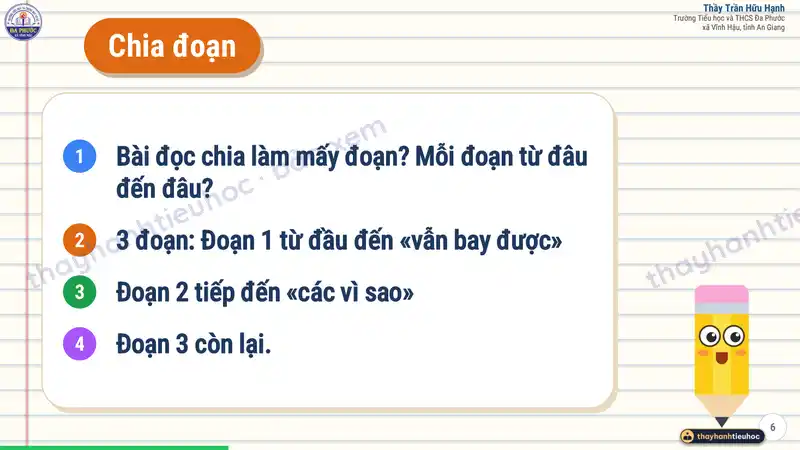 Thầy Trần Hữu Hạnh
Trường Tiểu học và THCS Đa Phước
xã Vĩnh Hậu, tỉnh An Giang
ĐA PHƯỚC
Chia đoạn
1 Bài đọc chia làm mấy đoạn? Mỗi đoạn từ đâu
đến đâu?
2 3 đoạn: Đoạn 1 từ đầu đến «vẫn bay được»
3 Đoạn 2 tiếp đến «các vì sao»
4 Đoạn 3 còn lại.
thayhanhtieuhoc
6